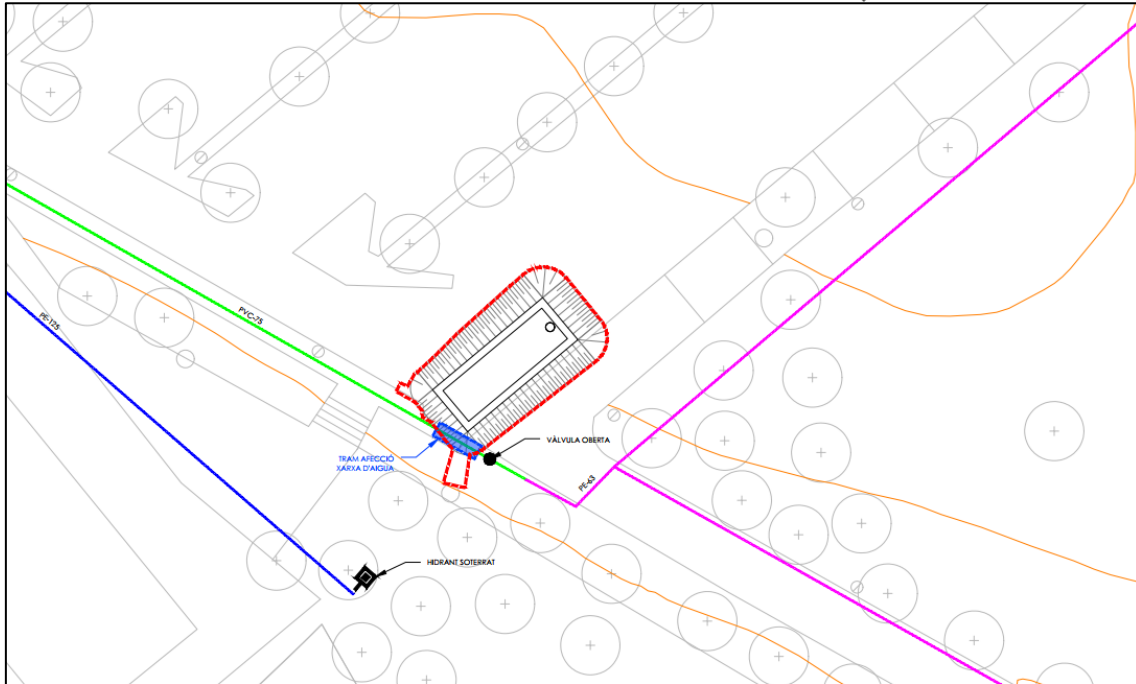 PVC-75
PE-125
VÀLVULA OBERTA
TRAM AFECCIÓ
XARXA D'AIGUA
PE-63
HIDRANT SOTERRAT